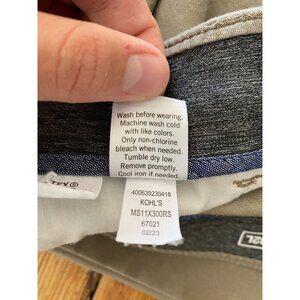 Wash before wearing.
Machine wash cold
with like colors.
Only non-chlorine
bleach when needed.
Tumble dry low.
Remove promptly.
Cool iron if needed.
TEX®
400639230418
KOHL'S
MS11X300RS
67021
02/23